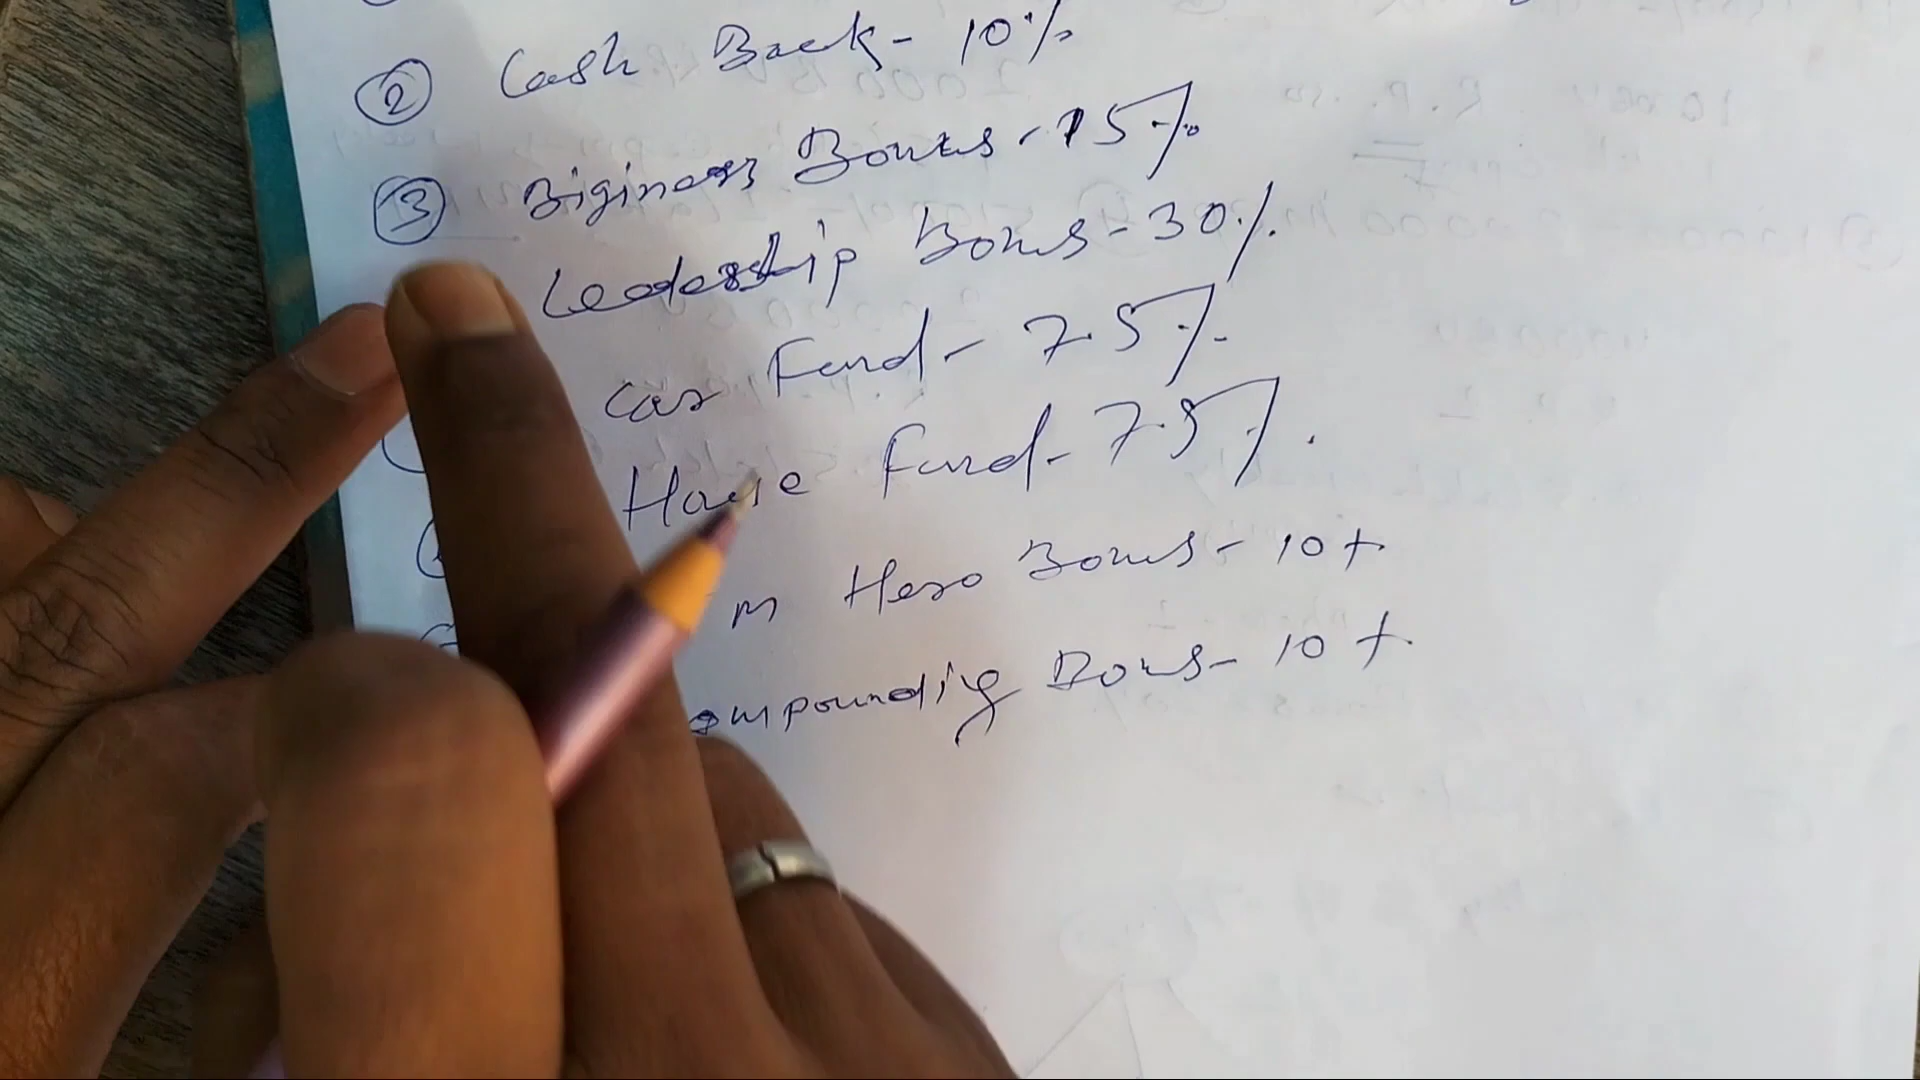 ② Cash Back - 10%
③ Biginers Bonus - 15%
Leadership Bonus - 30%
Car Fund - 7.5%
House Fund - 7.5%.
m Hero Bonus - 10 +
ompounding Bonus - 10 +